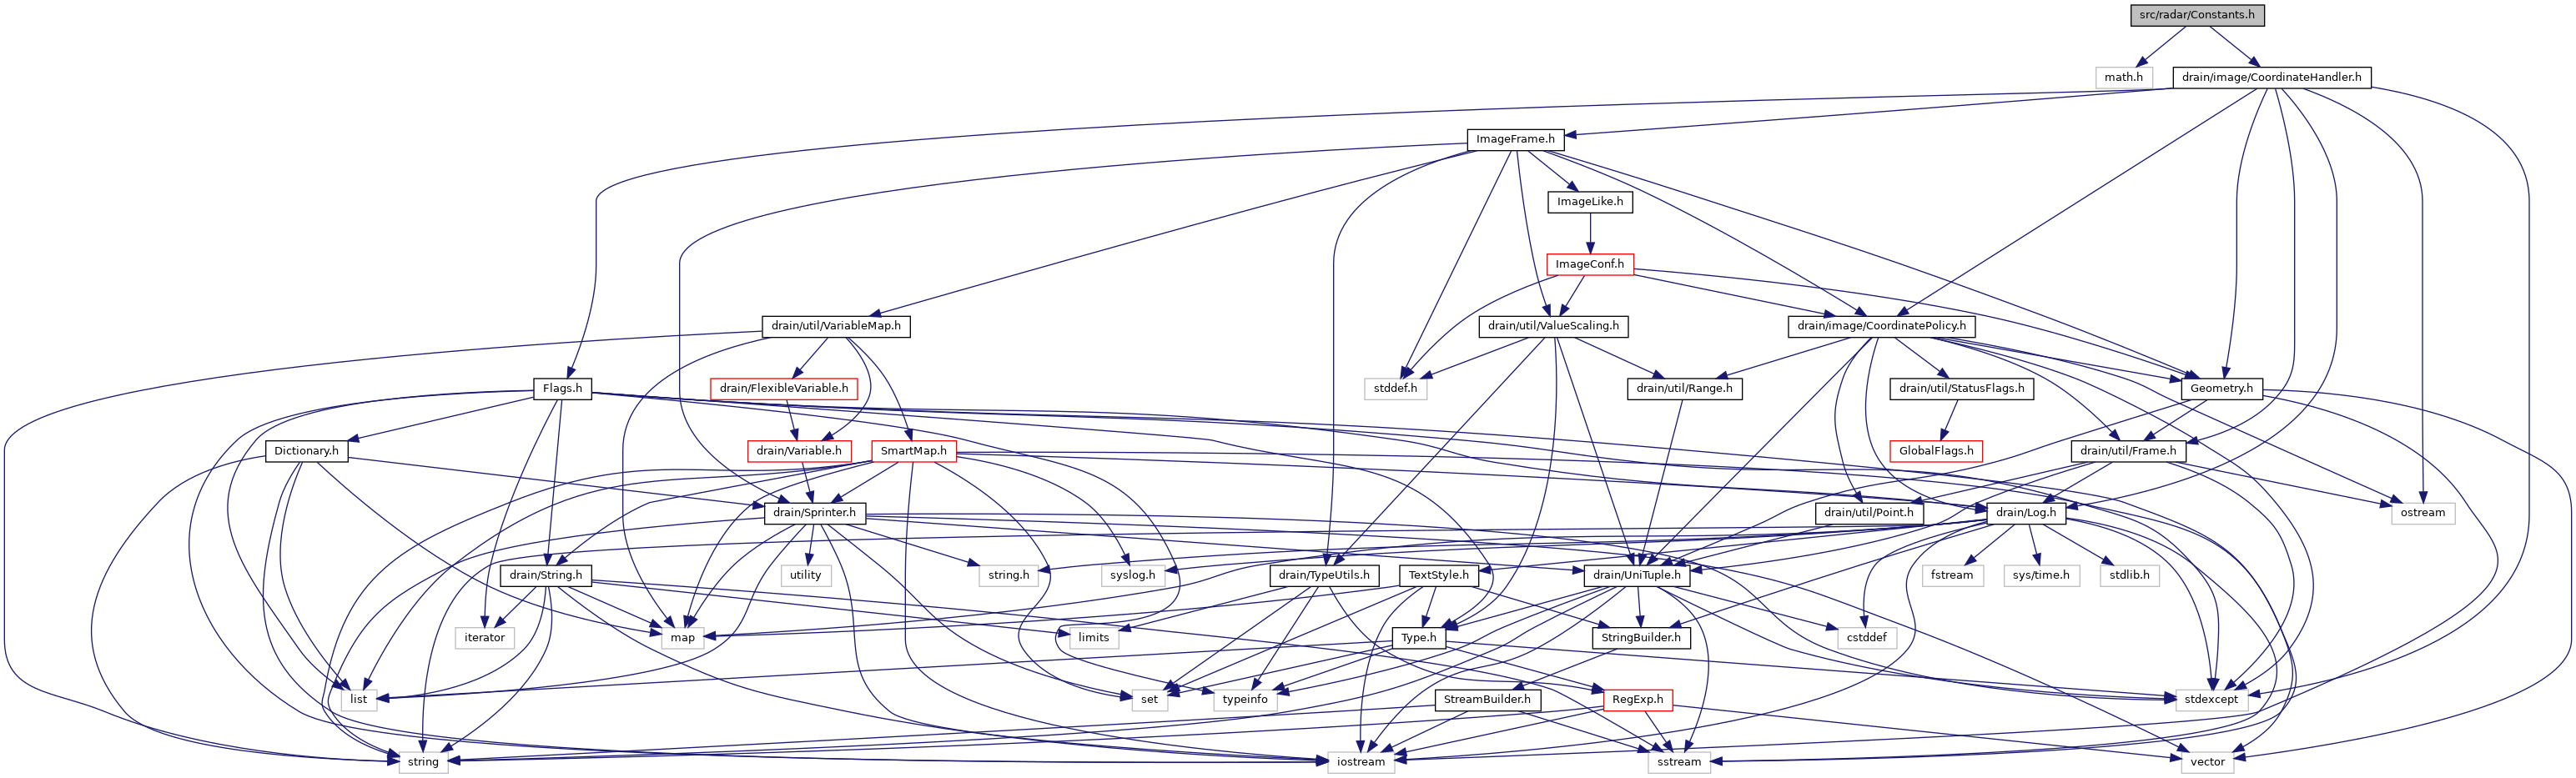 src/radar/Constants.h
math.h
drain/image/CoordinateHandler.h
ImageFrame.h
ImageLike.h
ImageConf.h
drain/util/VariableMap.h
drain/util/ValueScaling.h
drain/image/CoordinatePolicy.h
Flags.h
drain/FlexibleVariable.h
stddef.h
drain/util/Range.h
drain/util/StatusFlags.h
Geometry.h
Dictionary.h
drain/Variable.h
SmartMap.h
GlobalFlags.h
drain/util/Frame.h
drain/Sprinter.h
drain/util/Point.h
drain/Log.h
ostream
drain/String.h
utility
string.h
syslog.h
drain/TypeUtils.h
TextStyle.h
drain/UniTuple.h
fstream
sys/time.h
stdlib.h
iterator
map
limits
Type.h
StringBuilder.h
cstddef
list
set
typeinfo
StreamBuilder.h
RegExp.h
stdexcept
string
iostream
sstream
vector